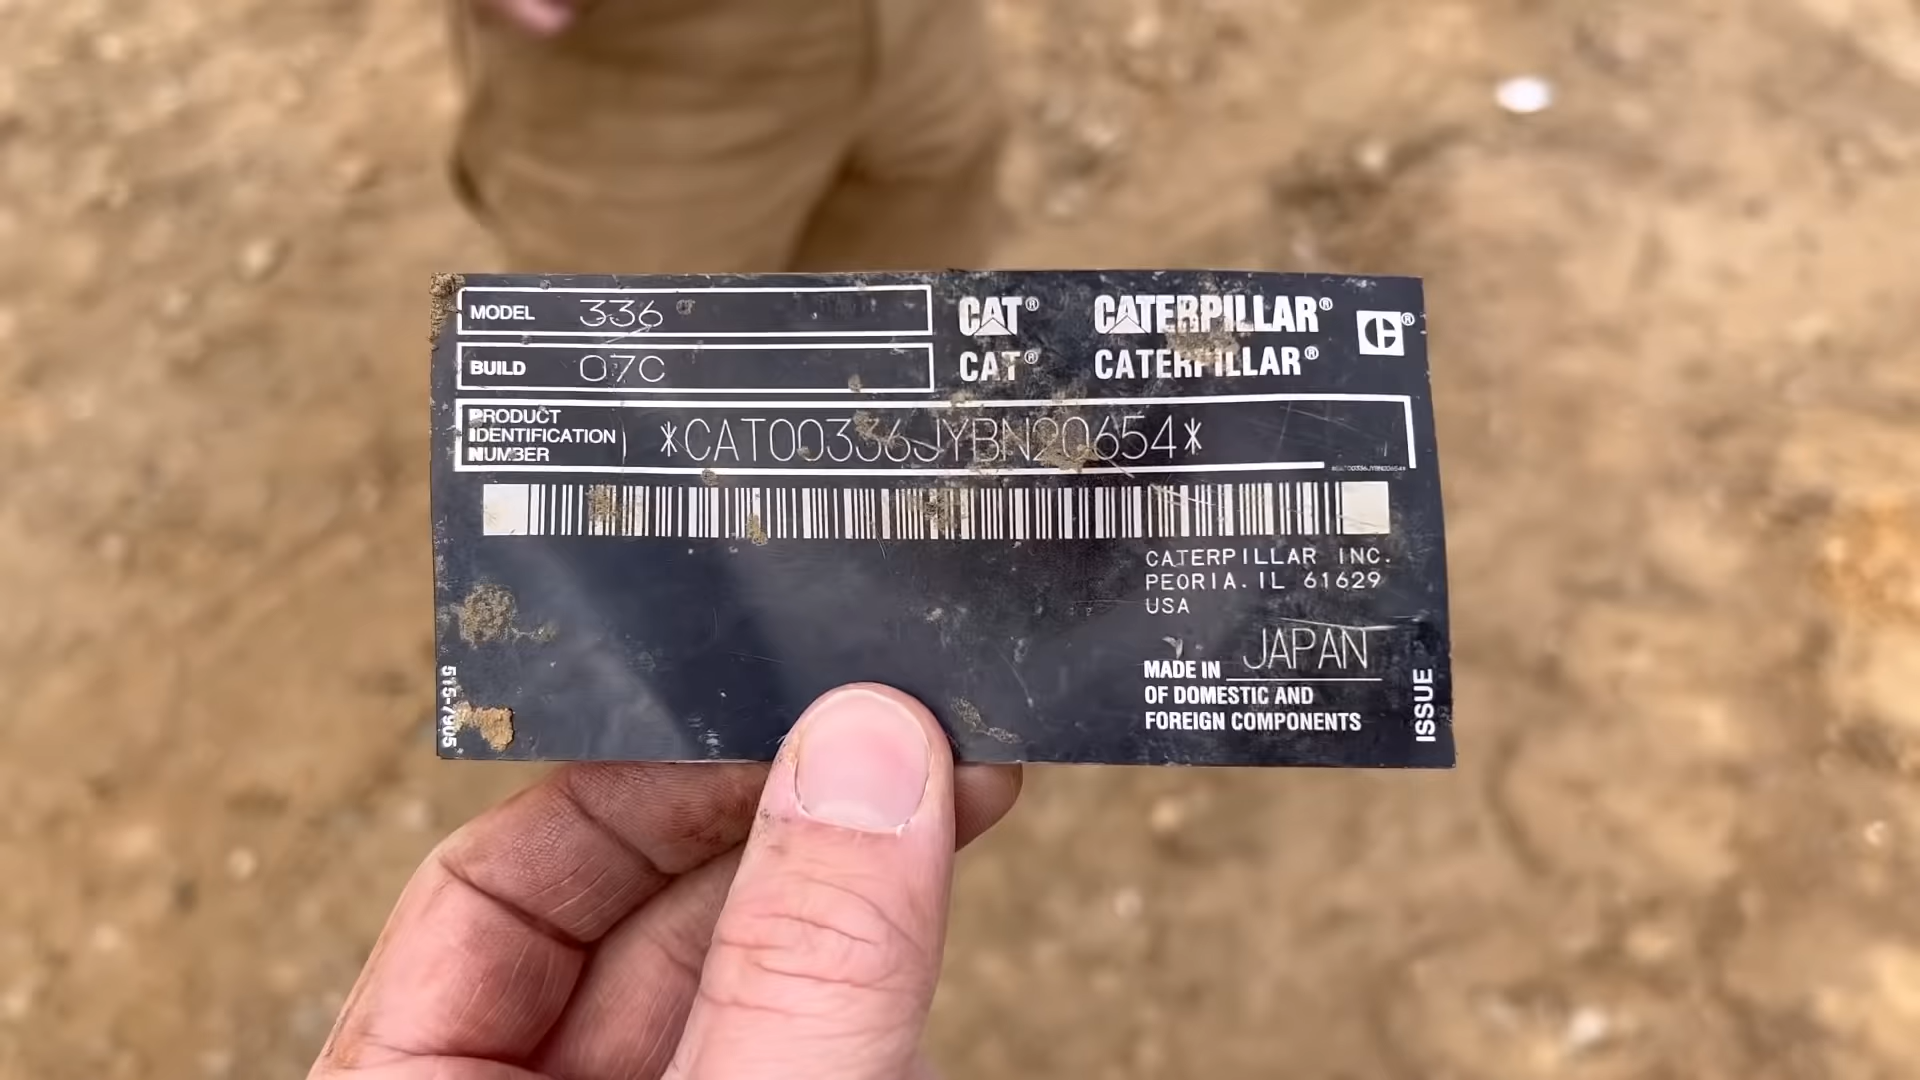 MODEL 336
BUILD 07C
CAT® CATERPILLAR®
CAT® CATERPILLAR®
PRODUCT
IDENTIFICATION
NUMBER
*CAT00336JYBN20654*
*CAT00336JYBN20654*
CATERPILLAR INC.
PEORIA. IL 61629
USA
MADE IN JAPAN
OF DOMESTIC AND
FOREIGN COMPONENTS
515-7905
ISSUE